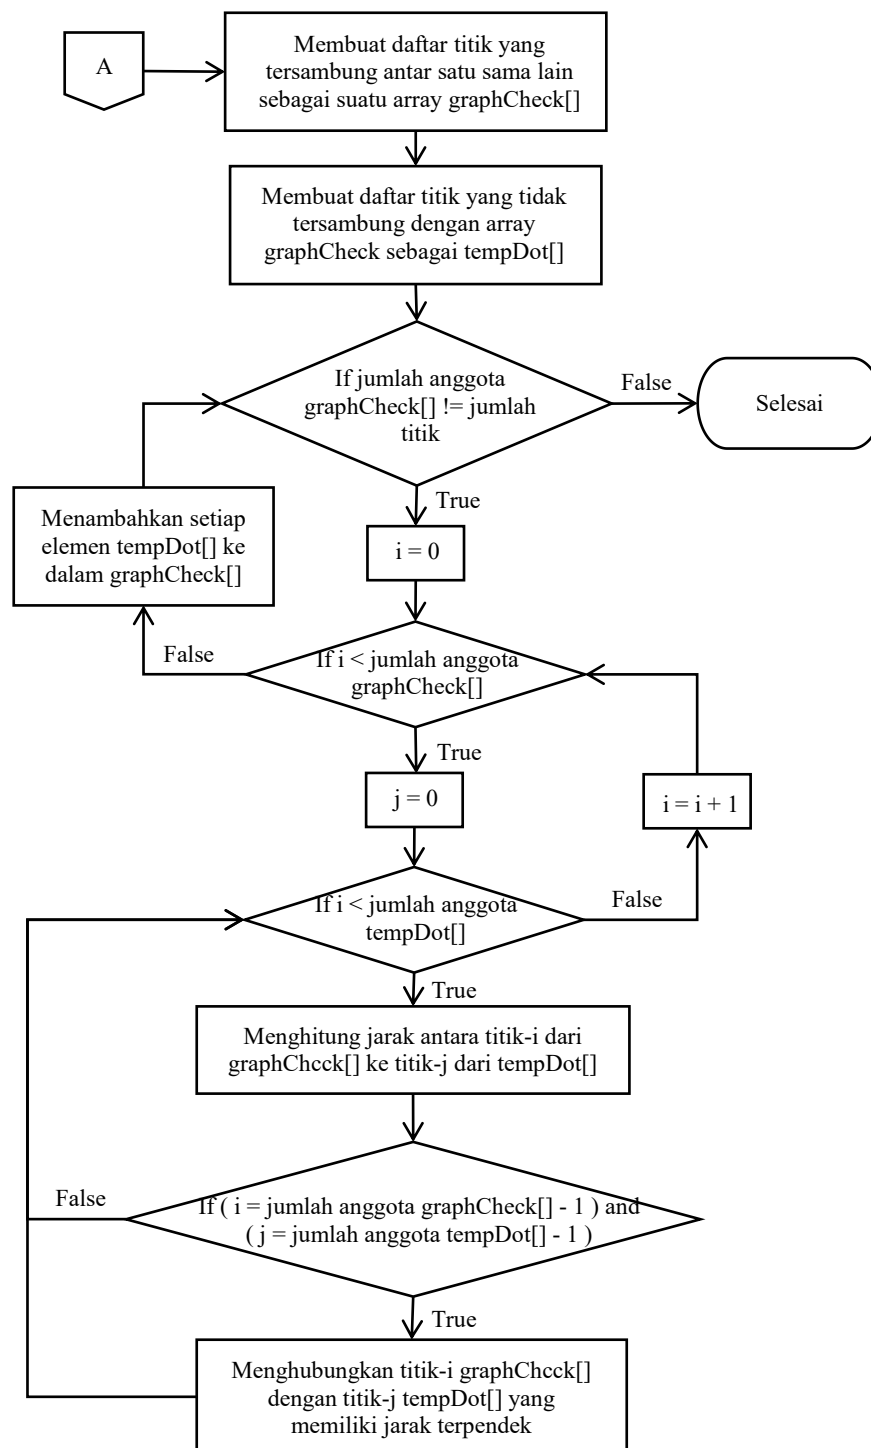 A
Membuat daftar titik yang
tersambung antar satu sama lain
sebagai suatu array graphCheck[]
Membuat daftar titik yang tidak
tersambung dengan array
graphCheck sebagai tempDot[]
If jumlah anggota
graphCheck[] != jumlah
titik
False
Selesai
True
Menambahkan setiap
elemen tempDot[] ke
dalam graphCheck[]
i = 0
False
If i < jumlah anggota
graphCheck[]
True
j = 0
i = i + 1
If i < jumlah anggota
tempDot[]
False
True
Menghitung jarak antara titik-i dari
graphChcck[] ke titik-j dari tempDot[]
False
If ( i = jumlah anggota graphCheck[] - 1 ) and
( j = jumlah anggota tempDot[] - 1 )
True
Menghubungkan titik-i graphChcck[]
dengan titik-j tempDot[] yang
memiliki jarak terpendek